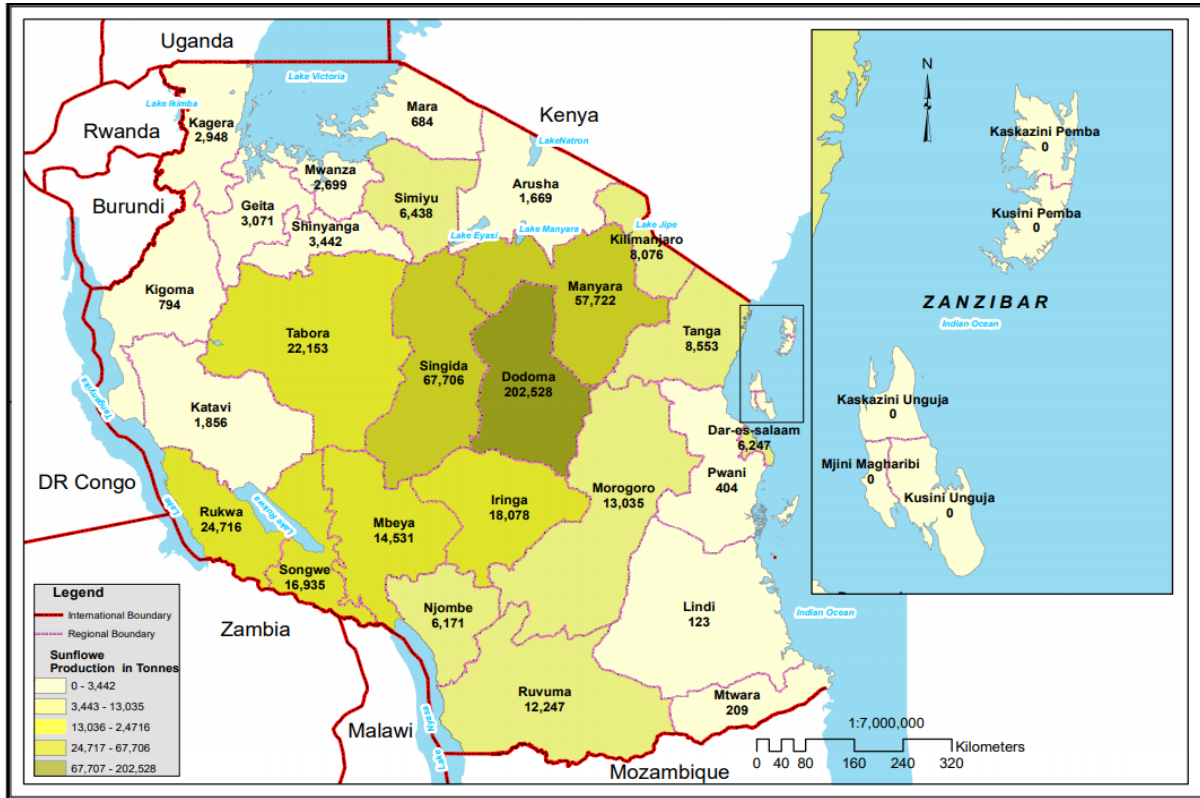 Uganda
Lake Victoria
Lake Ikimba
Rwanda
Kagera
2,948
Mara
684
Kenya
LakeNatron
Burundi
Mwanza
2,699
Geita
3,071
Shinyanga
3,442
Simiyu
6,438
Arusha
1,669
Lake Eyasi
Lake Manyara
Lake Jipe
Kilimanjaro
8,076
Kigoma
794
Tabora
22,153
Singida
67,706
Manyara
57,722
Dodoma
202,528
Tanga
8,553
Katavi
1,856
Tanganyika
Lake
DR Congo
Dar-es-salaam
6,247
Pwani
404
Morogoro
13,035
Iringa
18,078
Mbeya
14,531
Rukwa
24,716
Lake Rukwa
Songwe
16,935
Njombe
6,171
Lindi
123
Indian Ocean
Ruvuma
12,247
Mtwara
209
Zambia
Malawi
Nyasa
Lake
Mozambique
N
Kaskazini Pemba
0
Kusini Pemba
0
ZANZIBAR
Indian Ocean
Kaskazini Unguja
0
Mjini Magharibi
0
Kusini Unguja
0
Legend
International Boundary
Regional Boundary
Sunflowe
Production in Tonnes
0 - 3,442
3,443 - 13,035
13,036 - 2,4716
24,717 - 67,706
67,707 - 202,528
1:7,000,000
Kilometers
0 40 80 160 240 320